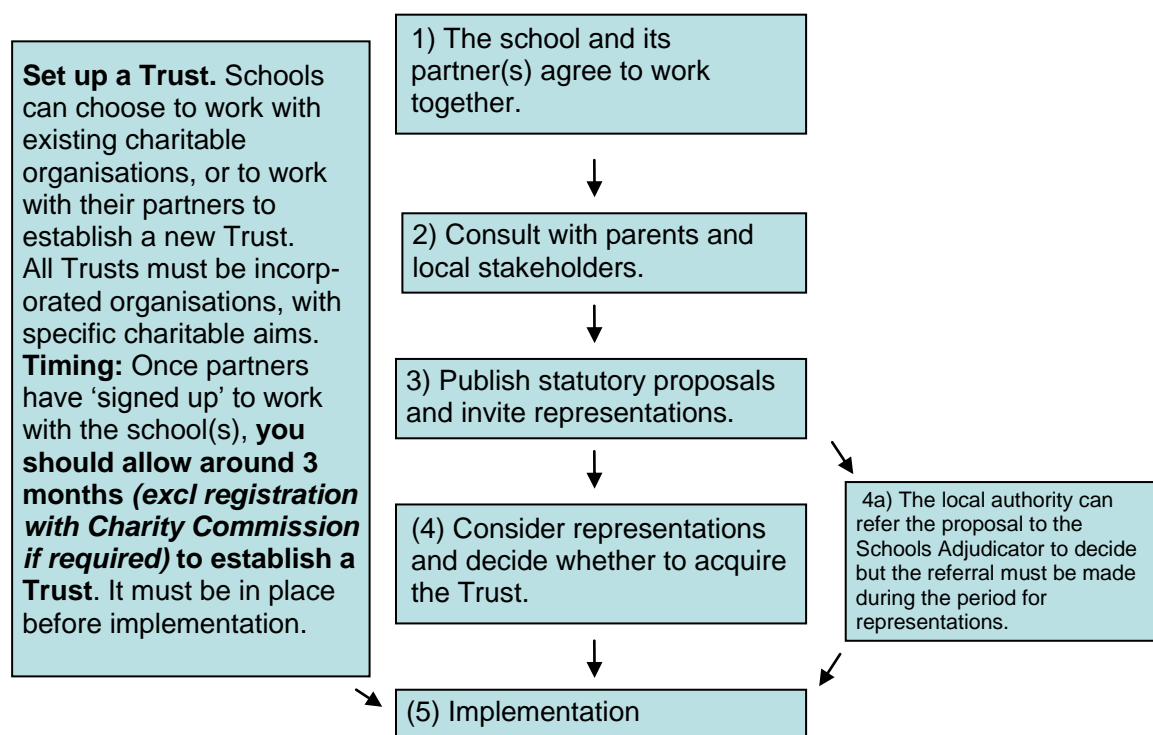 Set up a Trust. Schools
can choose to work with
existing charitable
organisations, or to work
with their partners to
establish a new Trust.
All Trusts must be incorp-
orated organisations, with
specific charitable aims.
Timing: Once partners
have ‘signed up’ to work
with the school(s), you
should allow around 3
months (excl registration
with Charity Commission
if required) to establish a
Trust. It must be in place
before implementation.
1) The school and its
partner(s) agree to work
together.
2) Consult with parents and
local stakeholders.
3) Publish statutory proposals
and invite representations.
(4) Consider representations
and decide whether to acquire
the Trust.
4a) The local authority can
refer the proposal to the
Schools Adjudicator to decide
but the referral must be made
during the period for
representations.
(5) Implementation